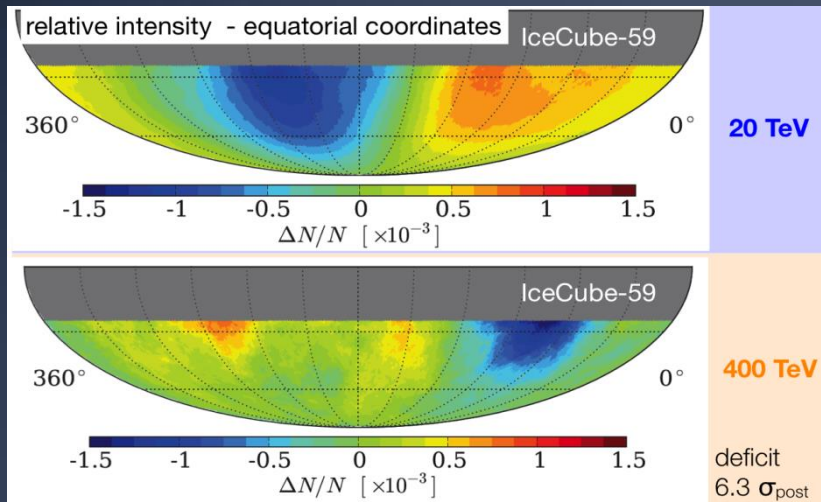 relative intensity - equatorial coordinates
IceCube-59
360°
0°
20 TeV
-1.5 -1 -0.5 0 0.5 1 1.5
ΔN/N [×10⁻³]
IceCube-59
360°
0°
400 TeV
-1.5 -1 -0.5 0 0.5 1 1.5
ΔN/N [×10⁻³]
deficit
6.3 σpost